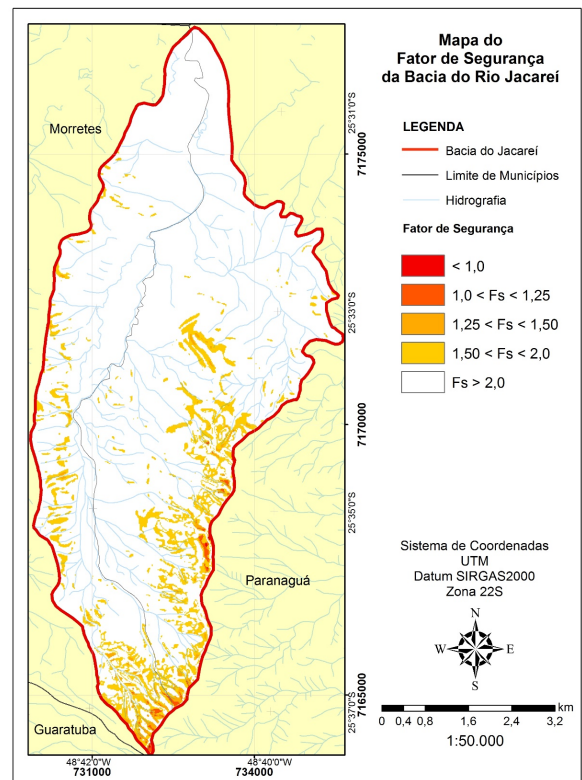 Mapa do
Fator de Segurança
da Bacia do Rio Jacareí
LEGENDA
Bacia do Jacareí
Limite de Municípios
Hidrografia
Fator de Segurança
< 1,0
1,0 < Fs < 1,25
1,25 < Fs < 1,50
1,50 < Fs < 2,0
Fs > 2,0
Morretes
Paranaguá
Guaratuba
25°31'0"S
7175000
25°33'0"S
7170000
25°35'0"S
7165000
25°37'0"S
48°42'0"W
48°40'0"W
731000
734000
Sistema de Coordenadas
UTM
Datum SIRGAS2000
Zona 22S
N
W
E
S
0 0,4 0,8 1,6 2,4 3,2 km
1:50.000